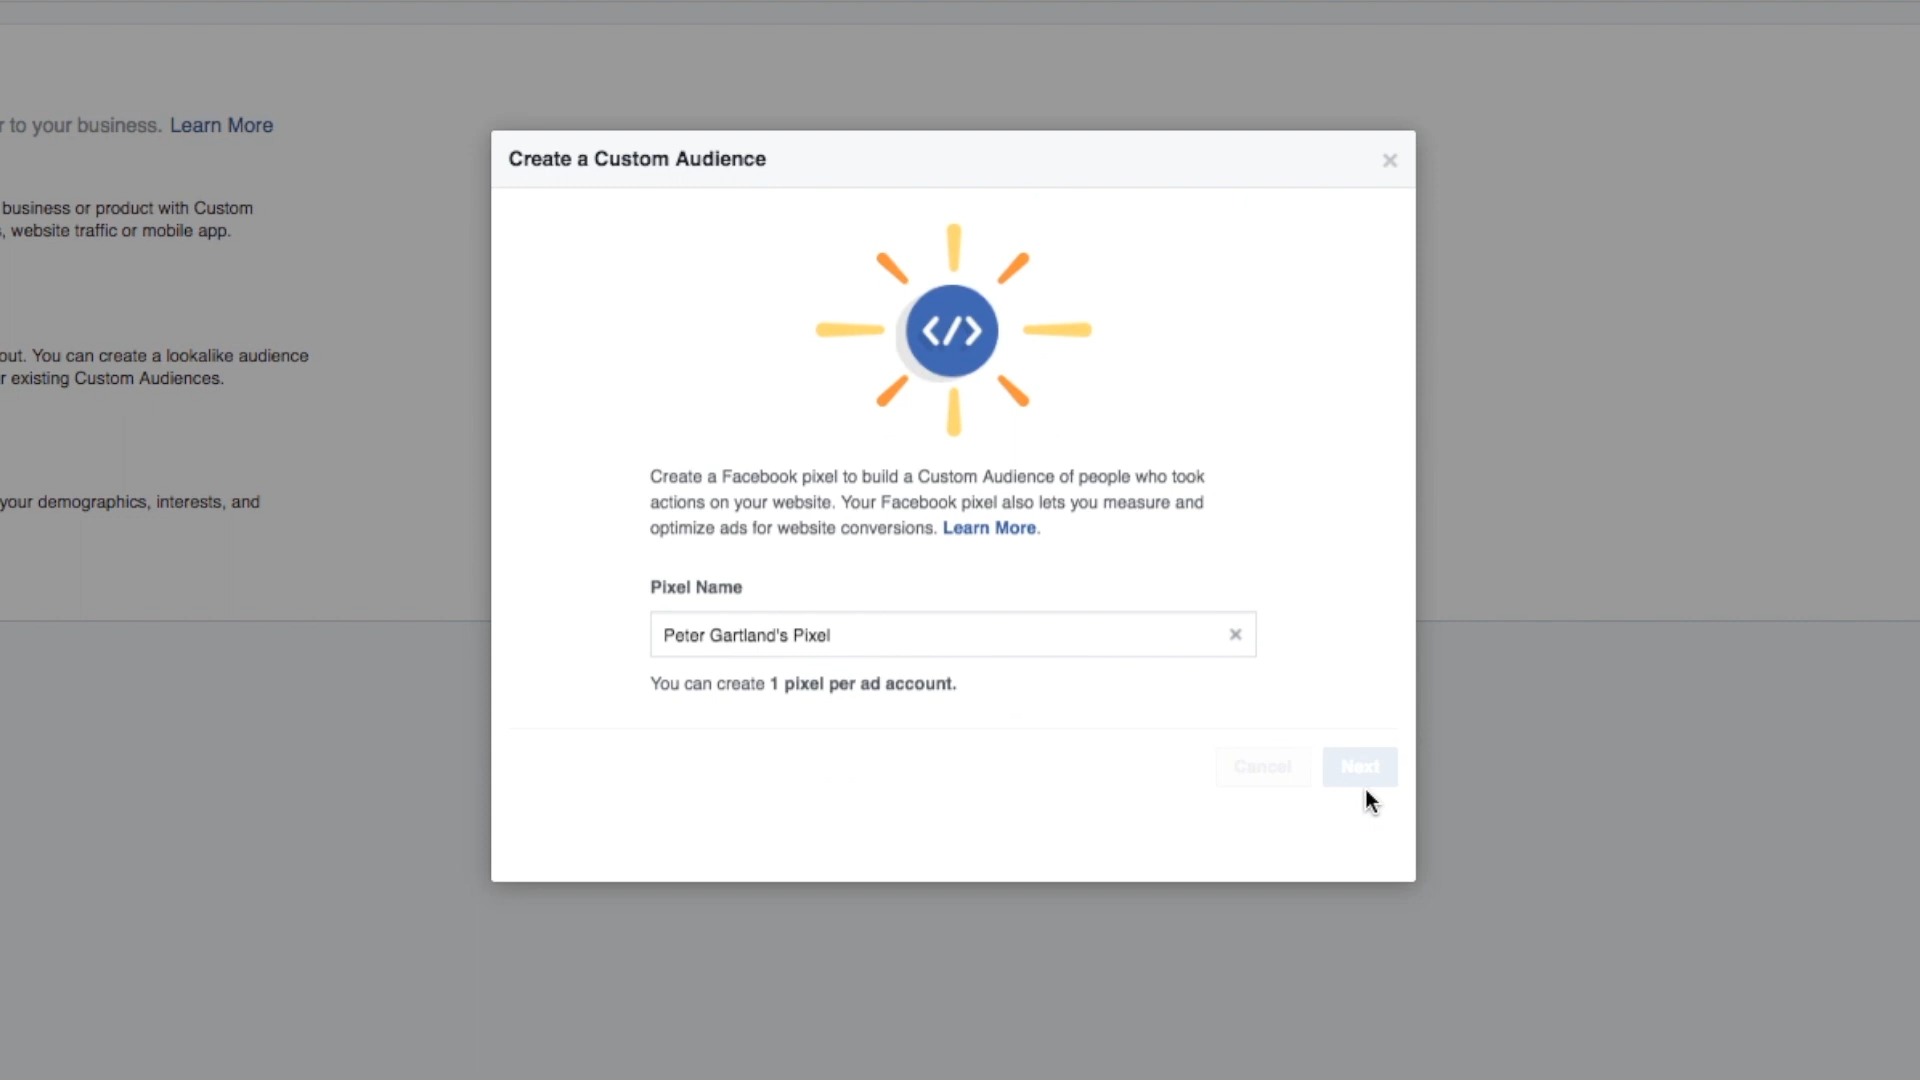 r to your business. Learn More
business or product with Custom
, website traffic or mobile app.
out. You can create a lookalike audience
r existing Custom Audiences.
your demographics, interests, and
Create a Custom Audience
</>
Create a Facebook pixel to build a Custom Audience of people who took
actions on your website. Your Facebook pixel also lets you measure and
optimize ads for website conversions. Learn More.
Pixel Name
Peter Gartland's Pixel
You can create 1 pixel per ad account.
Cancel Next